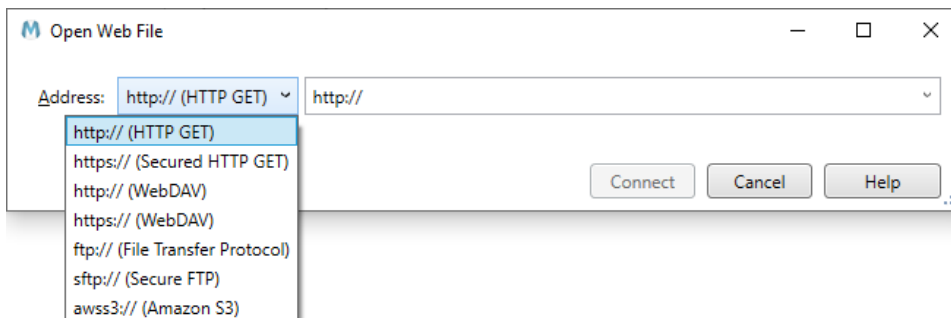 Open Web File
Address: http:// (HTTP GET) http://
http:// (HTTP GET)
https:// (Secured HTTP GET)
http:// (WebDAV)
Connect Cancel Help
https:// (WebDAV)
ftp:// (File Transfer Protocol)
sftp:// (Secure FTP)
awss3:// (Amazon S3)